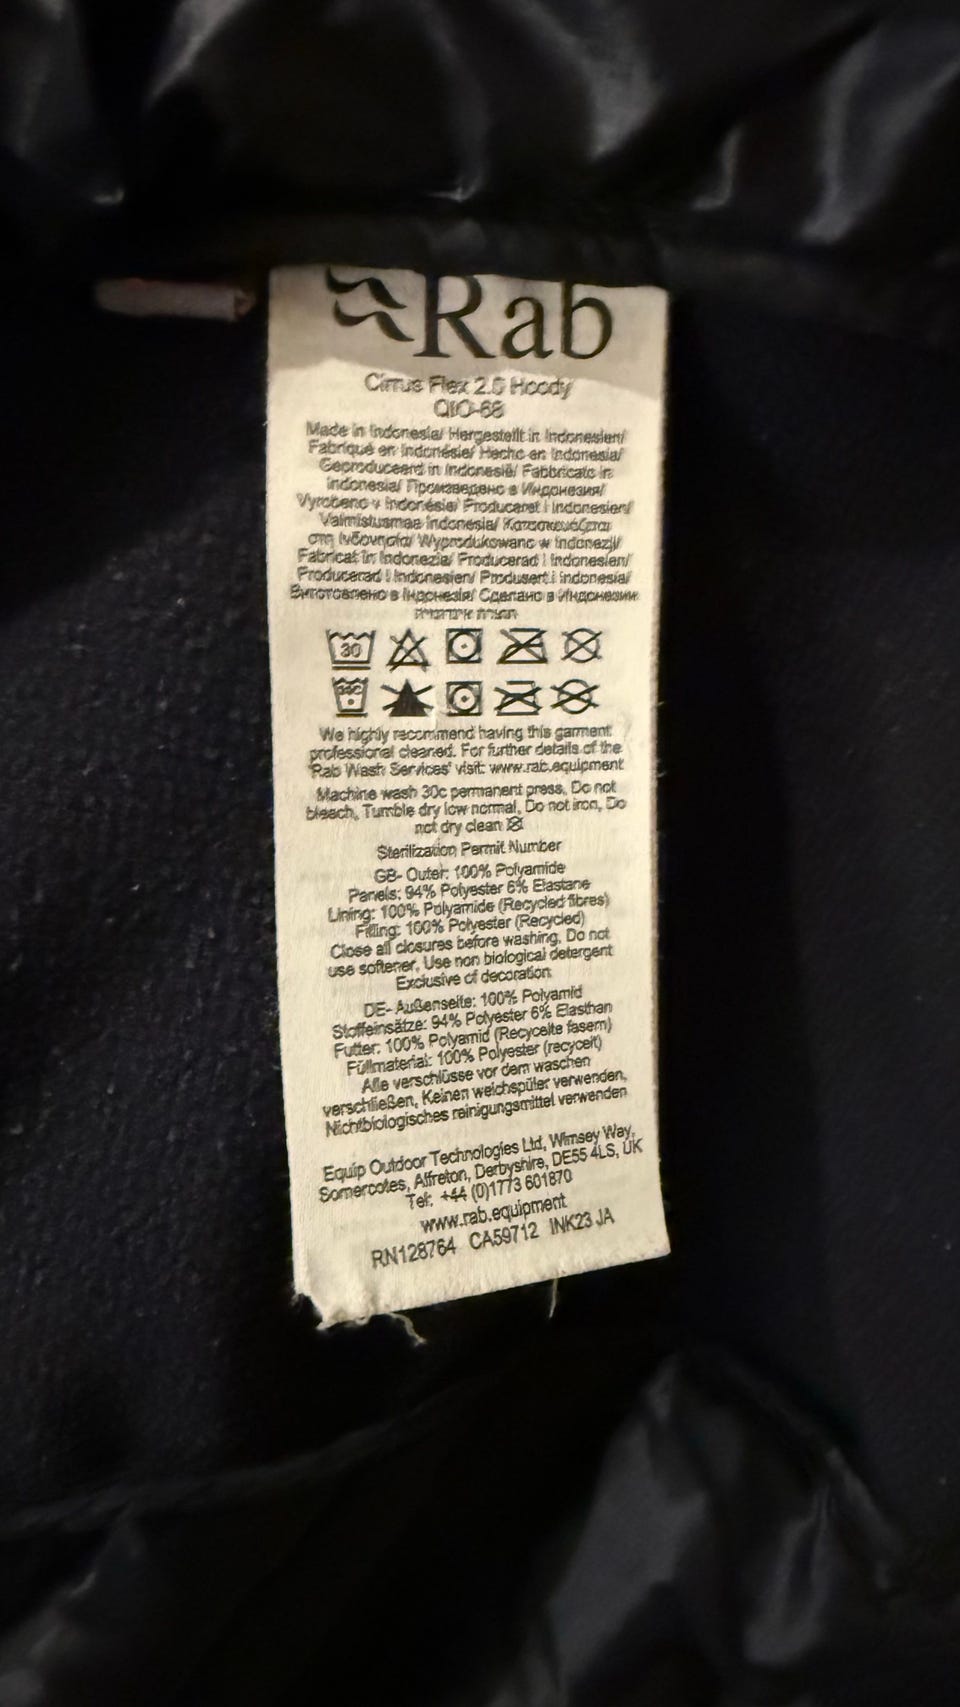 Rab
Cirrus Flex 2.0 Hoody
QIO-68
Made in Indonesia/ Hergestellt in Indonesien/
Fabriqué en Indonésie/ Hecho en Indonesia/
Geproduceerd in Indonesië/ Fabbricato in
Indonesia/ Произведено в Индонезия/
Vyrobeno v Indonésie/ Produceret i Indonesien/
Valmistusmaa Indonesia/ Κατασκευάζεται
στη Ινδονησία/ Wyprodukowano w Indonezji/
Fabricat în Indonezia/ Producerad i Indonesien/
Producerad i Indonesien/ Produsert i Indonesia/
Виготовлено в Індонезія/ Сделано в Индонезии
30
30C
We highly recommend having this garment
professional cleaned. For further details of the
'Rab Wash Services' visit: www.rab.equipment
Machine wash 30c permanent press, Do not
bleach, Tumble dry low normal, Do not iron, Do
not dry clean
Sterilization Permit Number
GB- Outer: 100% Polyamide
Panels: 94% Polyester 6% Elastane
Lining: 100% Polyamide (Recycled fibres)
Filling: 100% Polyester (Recycled)
Close all closures before washing, Do not
use softener, Use non biological detergent
Exclusive of decoration
DE- Außenseite: 100% Polyamid
Stoffeinsätze: 94% Polyester 6% Elasthan
Futter: 100% Polyamid (Recycelte fasern)
Füllmaterial: 100% Polyester (recycelt)
Alle verschlüsse vor dem waschen
verschließen, Keinen weichspüler verwenden,
Nichtbiologisches reinigungsmittel verwenden
Equip Outdoor Technologies Ltd, Wimsey Way,
Somercotes, Alfreton, Derbyshire, DE55 4LS, UK
Tel: +44 (0)1773 601870
www.rab.equipment
RN128764 CA59712 INK23 JA